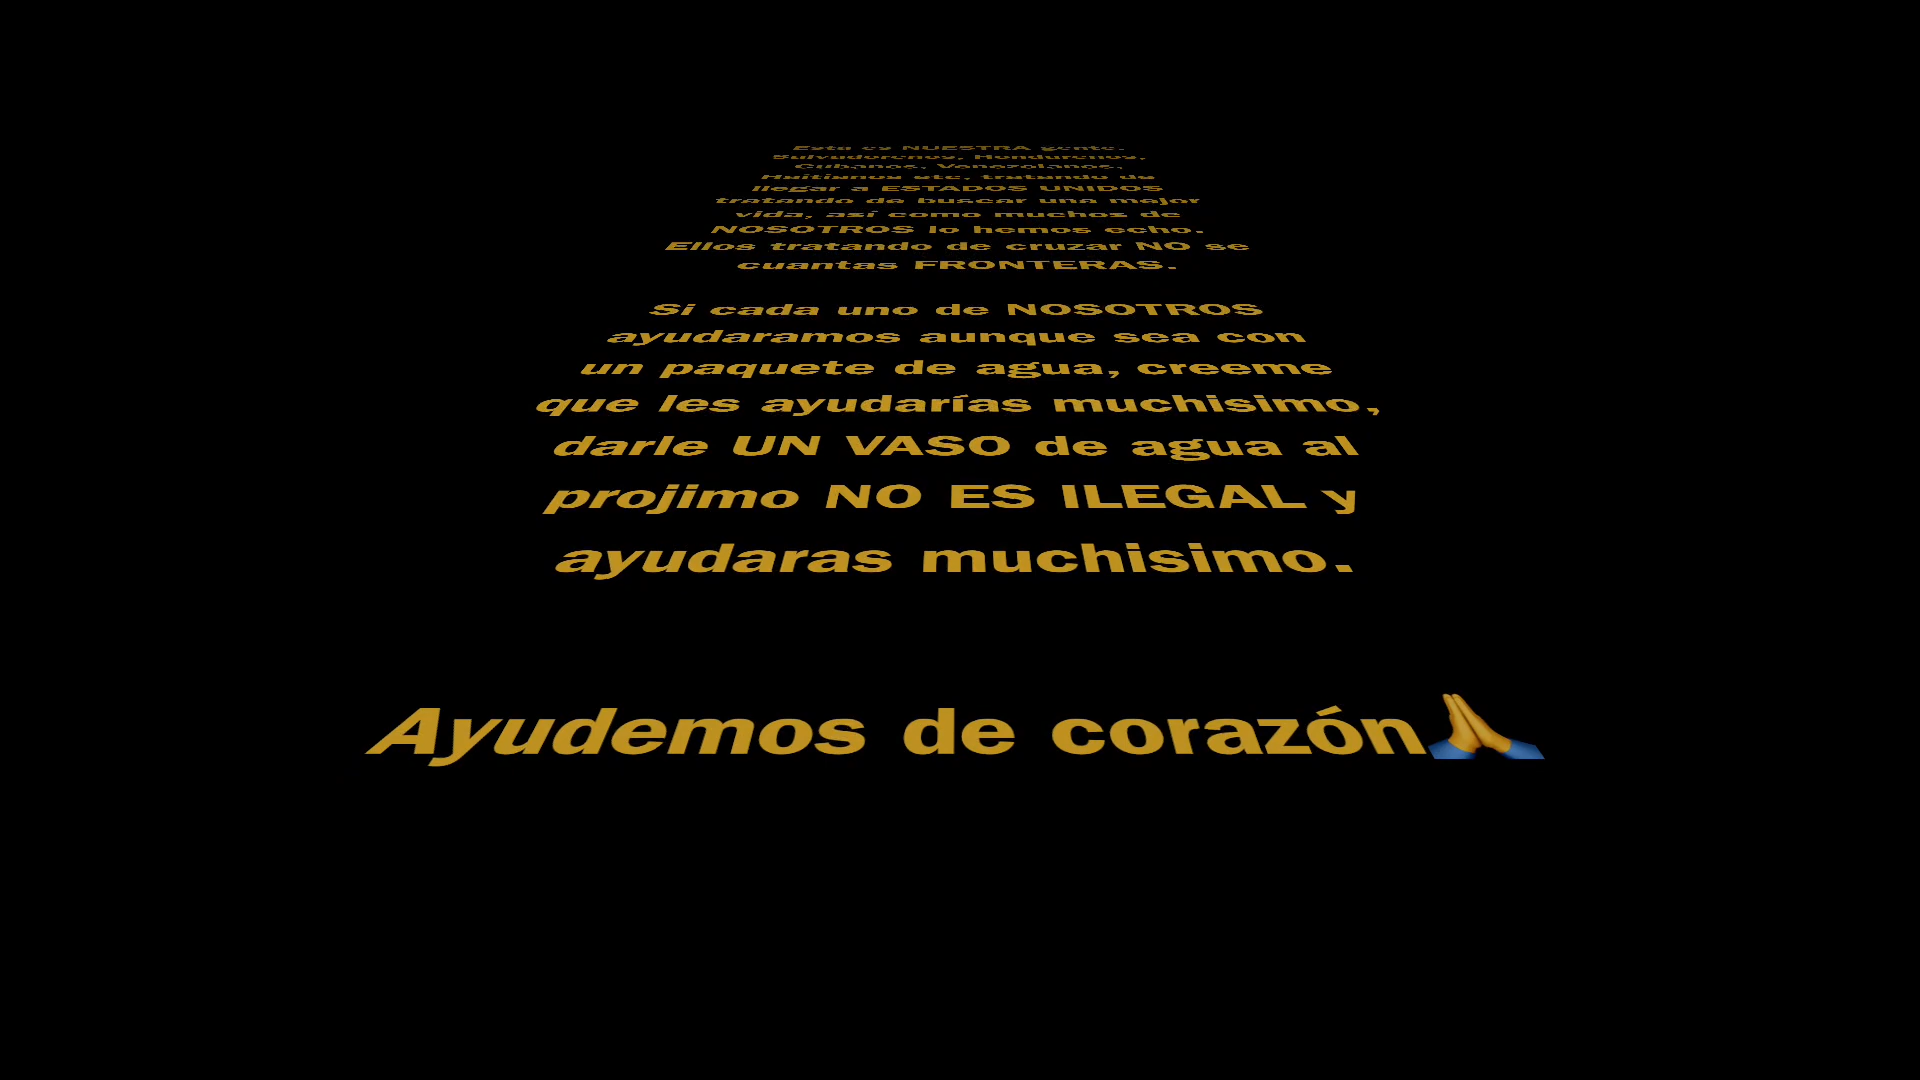 Esta es NUESTRA gente.
Salvadoreños, Hondureños,
Cubanos, Venezolanos,
Haitianos etc, tratando de
llegar a ESTADOS UNIDOS
tratando de buscar una mejor
vida, así como muchos de
NOSOTROS lo hemos echo.
Ellos tratando de cruzar NO se
cuantas FRONTERAS.
Si cada uno de NOSOTROS
ayudaramos aunque sea con
un paquete de agua, creeme
que les ayudarías muchisimo,
darle UN VASO de agua al
projimo NO ES ILEGAL y
ayudaras muchisimo.
Ayudemos de corazón🙏